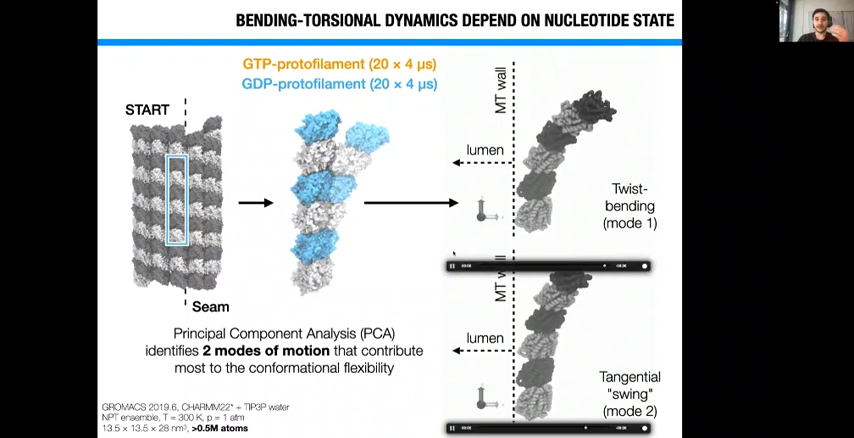 BENDING-TORSIONAL DYNAMICS DEPEND ON NUCLEOTIDE STATE
GTP-protofilament (20 × 4 μs)
GDP-protofilament (20 × 4 μs)
START
Seam
MT wall
lumen
Twist-
bending
(mode 1)
MT wall
lumen
Tangential
"swing"
(mode 2)
Principal Component Analysis (PCA)
identifies 2 modes of motion that contribute
most to the conformational flexibility
GROMACS 2019.6, CHARMM22* + TIP3P water
NPT ensemble, T = 300 K, p = 1 atm
13.5 × 13.5 × 28 nm³, >0.5M atoms